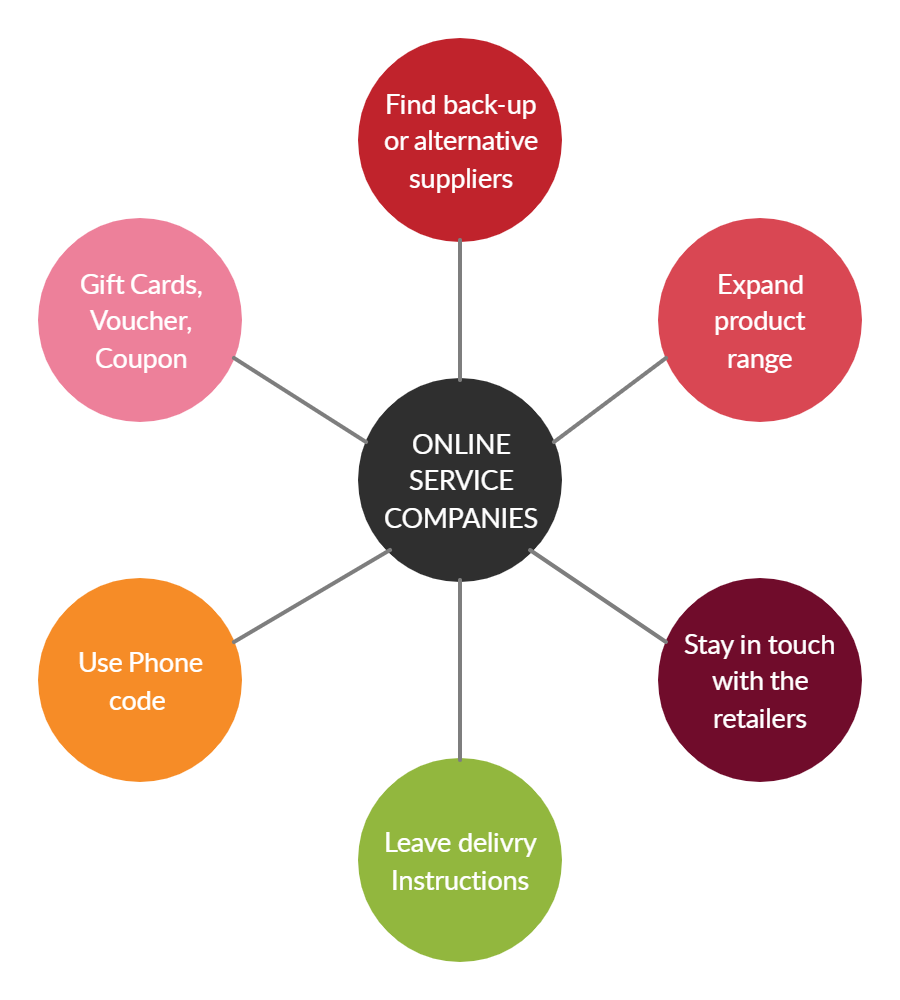 Find back-up
or alternative
suppliers
Gift Cards,
Voucher,
Coupon
Expand
product
range
ONLINE
SERVICE
COMPANIES
Use Phone
code
Stay in touch
with the
retailers
Leave delivry
Instructions